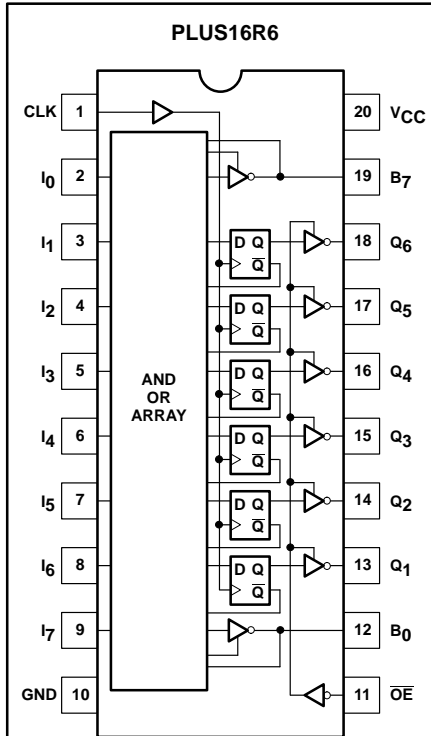 PLUS16R6
CLK 1 20 VCC
I0 2 19 B7
I1 3 D Q Q̅ 18 Q6
I2 4 D Q Q̅ 17 Q5
I3 5 D Q Q̅ 16 Q4
AND
OR
ARRAY
I4 6 D Q Q̅ 15 Q3
I5 7 D Q Q̅ 14 Q2
I6 8 D Q Q̅ 13 Q1
I7 9 12 B0
GND 10 11 O̅E̅